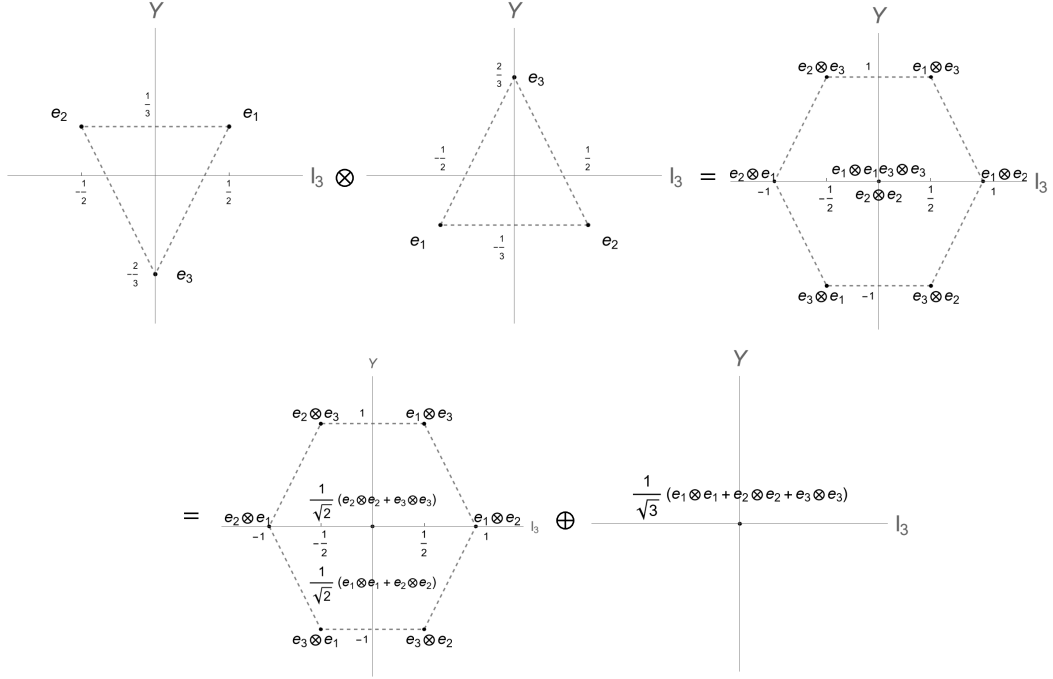 Y
1/3
e2 e1
I3
-1/2 1/2
-2/3 e3
⊗
Y
2/3 e3
-1/2 1/2
I3
e1 -1/3 e2
=
Y
e2⊗e3 1 e1⊗e3
e2⊗e1 e1⊗e1 e3⊗e3 e1⊗e2
I3
-1 -1/2 e2⊗e2 1/2 1
e3⊗e1 -1 e3⊗e2
=
Y
e2⊗e3 1 e1⊗e3
1/√2 (e2⊗e2 + e3⊗e3)
e2⊗e1 e1⊗e2
I3
-1 -1/2 1/2 1
1/√2 (e1⊗e1 + e2⊗e2)
e3⊗e1 -1 e3⊗e2
⊕
Y
1/√3 (e1⊗e1 + e2⊗e2 + e3⊗e3)
I3